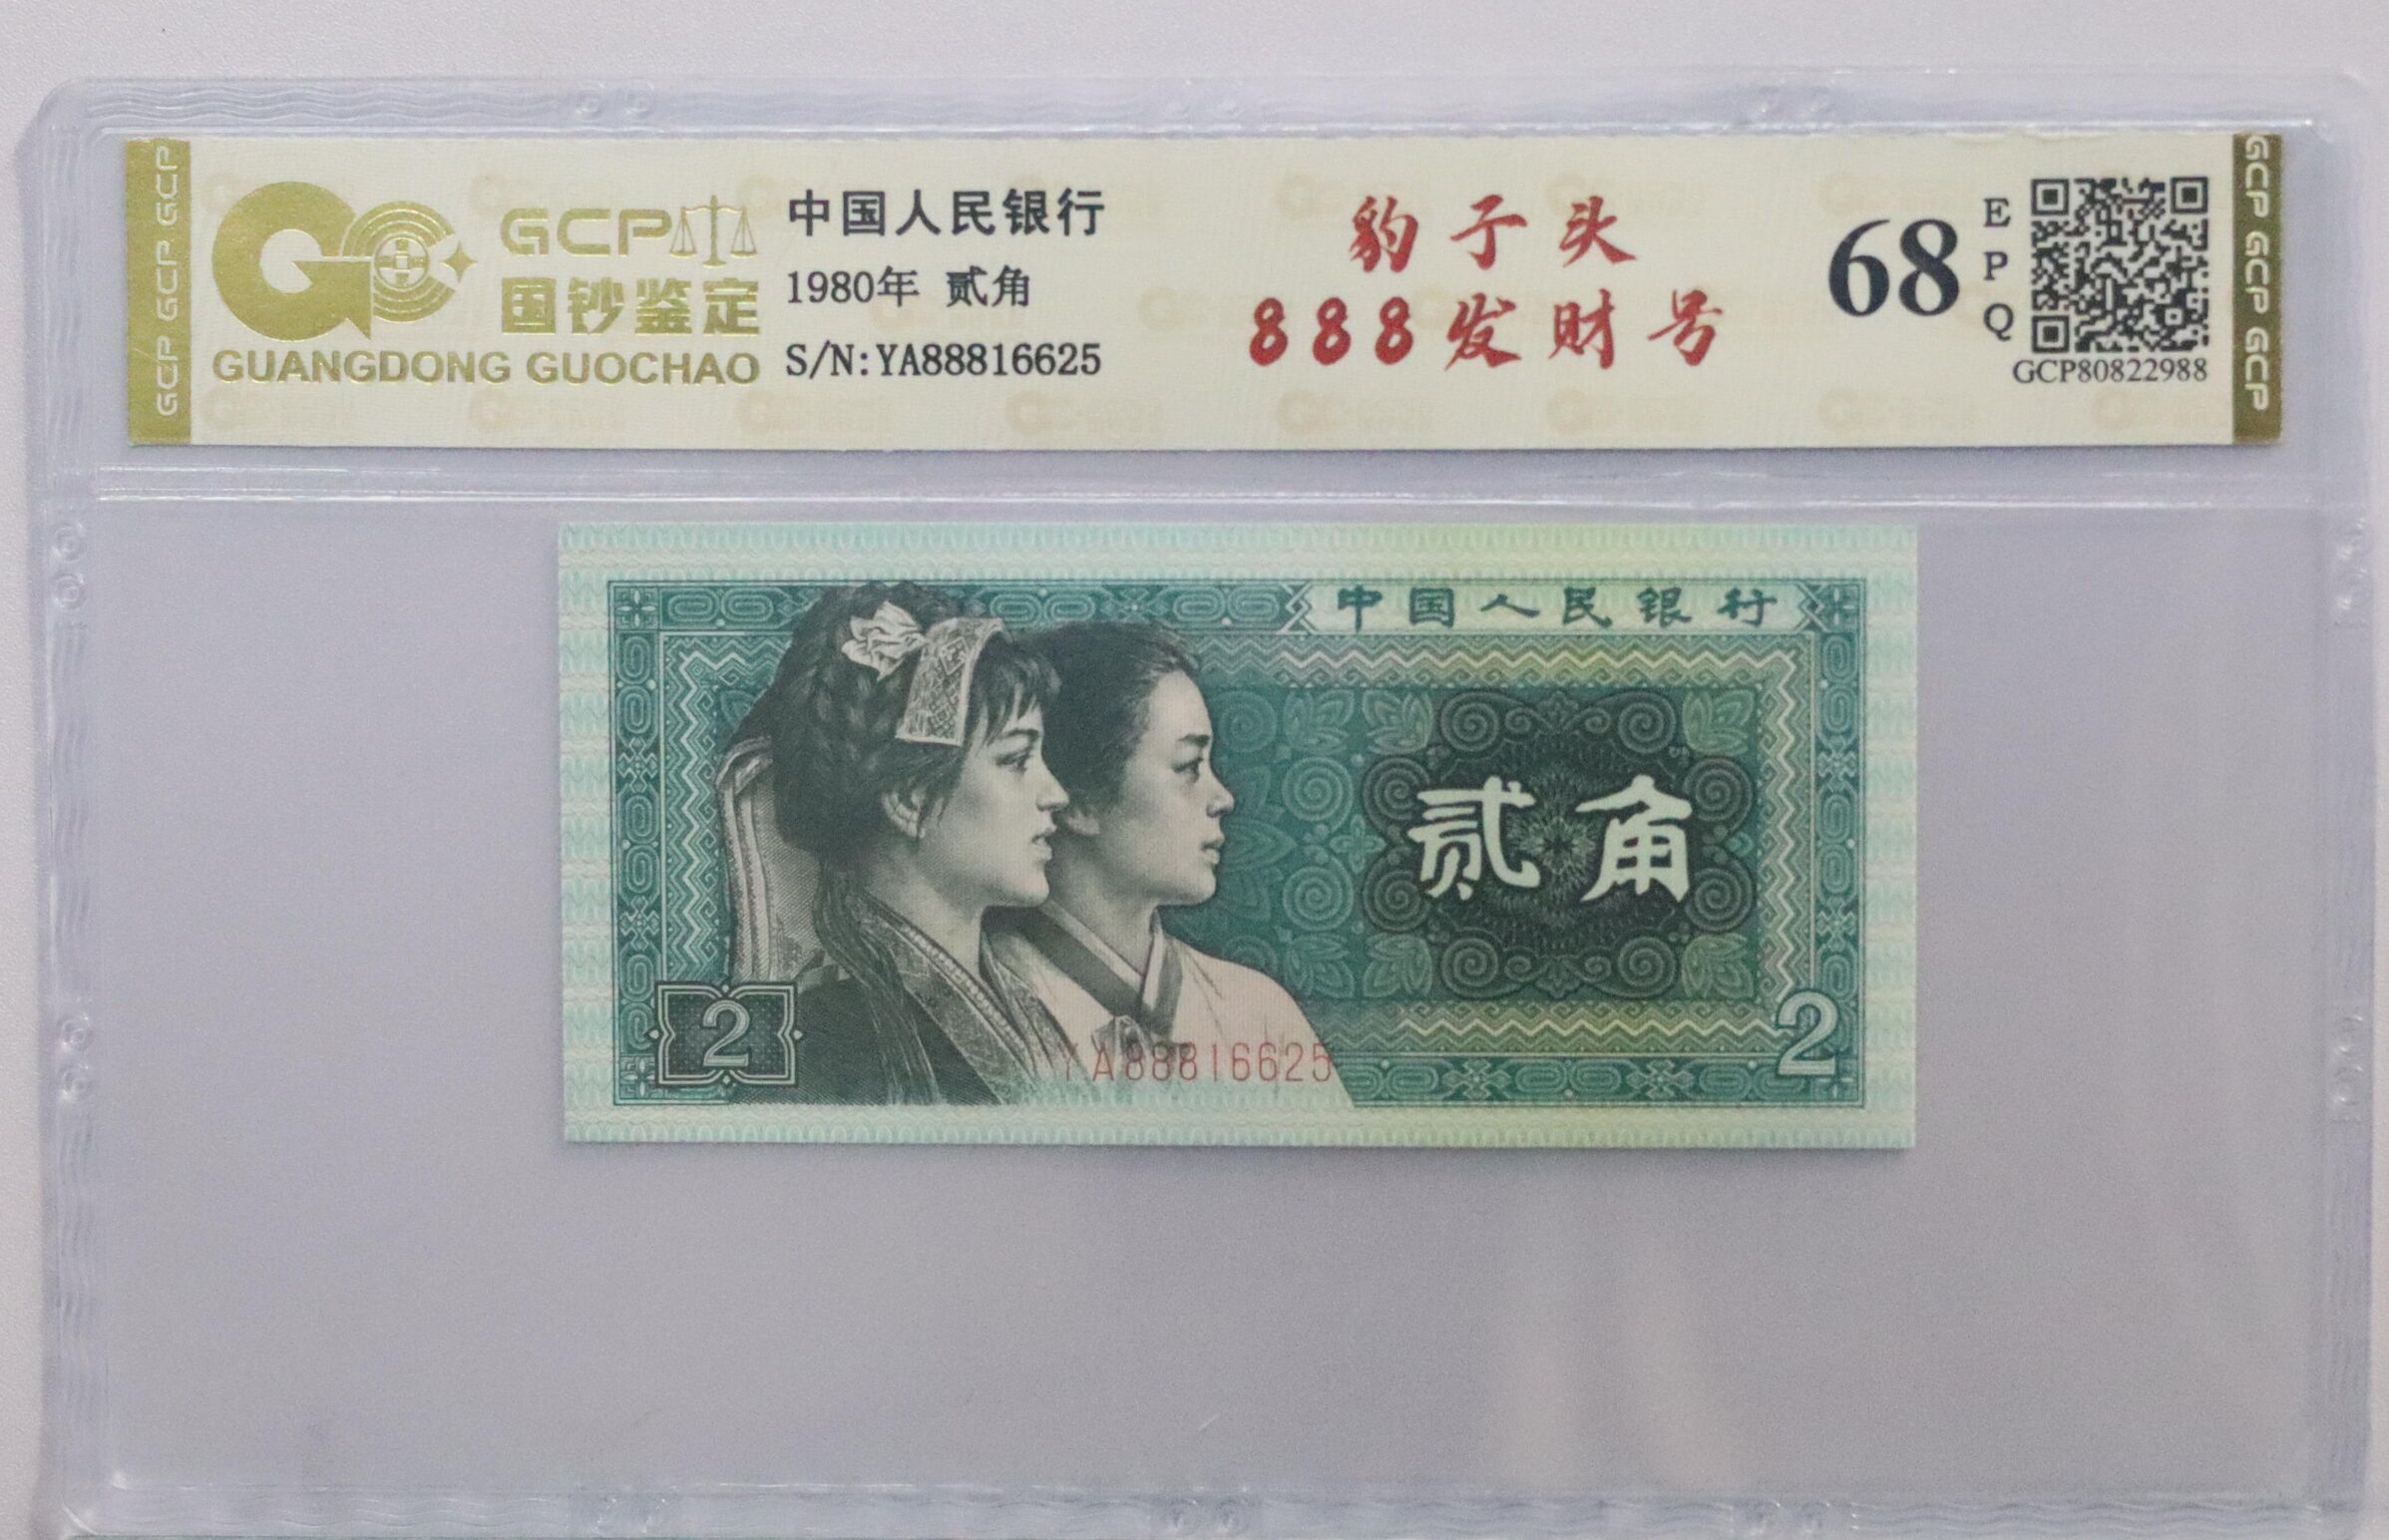 GCP GCP GCP
GCP
国钞鉴定
GUANGDONG GUOCHAO
中国人民银行
1980年 贰角
S/N:YA88816625
豹子头
888发财号
68
EPQ
GCP80822988
GCP GCP GCP
中国人民银行
贰角
2
YA88816625
2